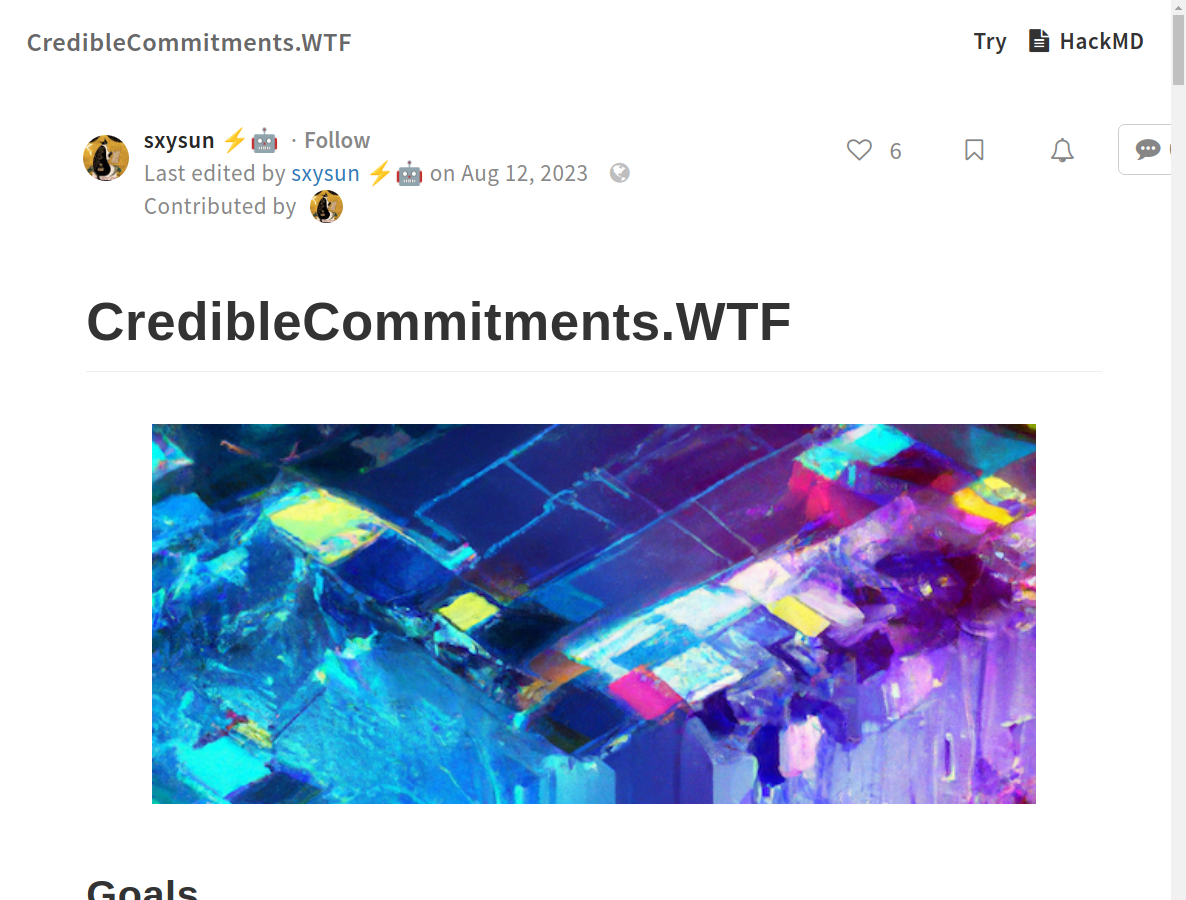 CredibleCommitments.WTF
Try HackMD
sxysun ⚡🤖 · Follow
Last edited by sxysun ⚡🤖 on Aug 12, 2023
Contributed by
6
CredibleCommitments.WTF
Goals